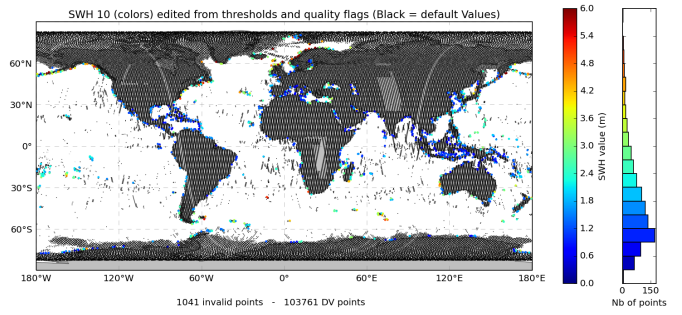 SWH 10 (colors) edited from thresholds and quality flags (Black = default Values)
60°N
30°N
0°
30°S
60°S
180°W 120°W 60°W 0° 60°E 120°E 180°E
1041 invalid points - 103761 DV points
6.0
5.4
4.8
4.2
3.6
3.0
2.4
1.8
1.2
0.6
0.0
SWH value (m)
0 150
Nb of points